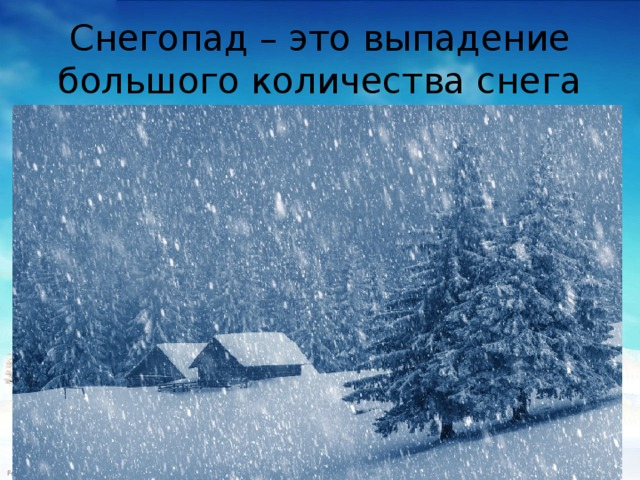 Снегопад – это выпадение
большого количества снега